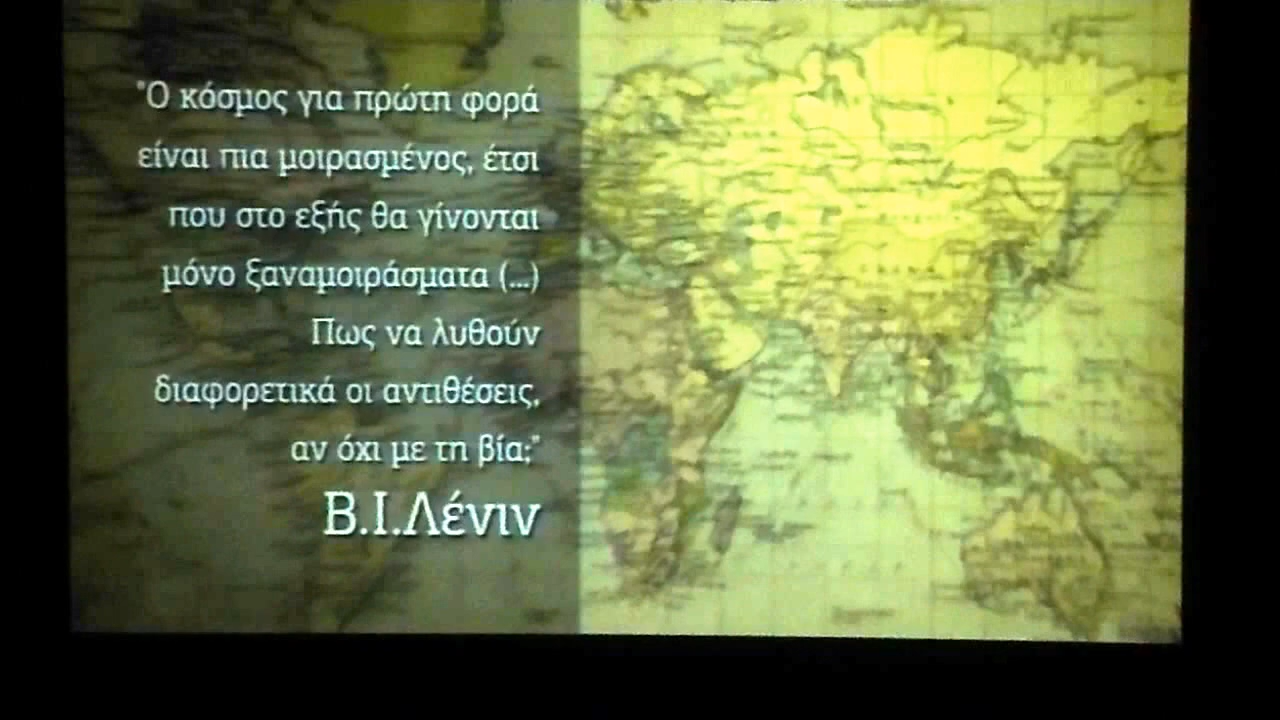 "Ο κόσμος για πρώτη φορά
είναι πια μοιρασμένος, έτσι
που στο εξής θα γίνονται
μόνο ξαναμοιράσματα (...)
Πως να λυθούν
διαφορετικά οι αντιθέσεις,
αν όχι με τη βία;"
Β.Ι.Λένιν